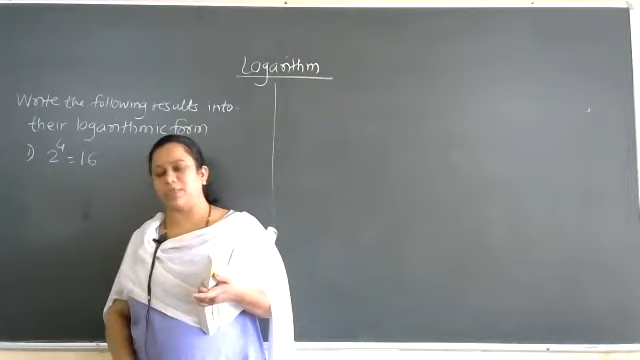 Logarithm
Write the following results into
their logarithmic form
1) 2⁴ = 16